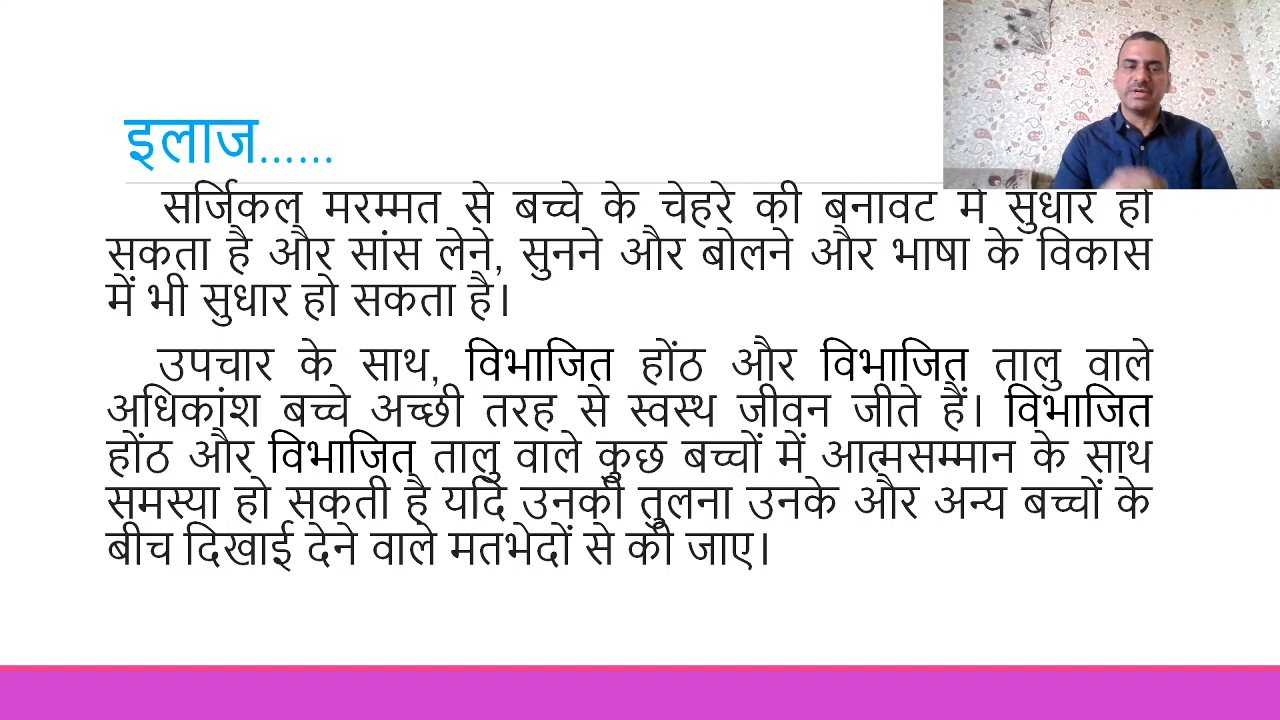 इलाज......
सर्जिकल मरम्मत से बच्चे के चेहरे की बनावट में सुधार हो
सकता है और सांस लेने, सुनने और बोलने और भाषा के विकास
में भी सुधार हो सकता है।
उपचार के साथ, विभाजित होंठ और विभाजित तालु वाले
अधिकांश बच्चे अच्छी तरह से स्वस्थ जीवन जीते हैं। विभाजित
होंठ और विभाजित तालु वाले कुछ बच्चों में आत्मसम्मान के साथ
समस्या हो सकती है यदि उनकी तुलना उनके और अन्य बच्चों के
बीच दिखाई देने वाले मतभेदों से की जाए।